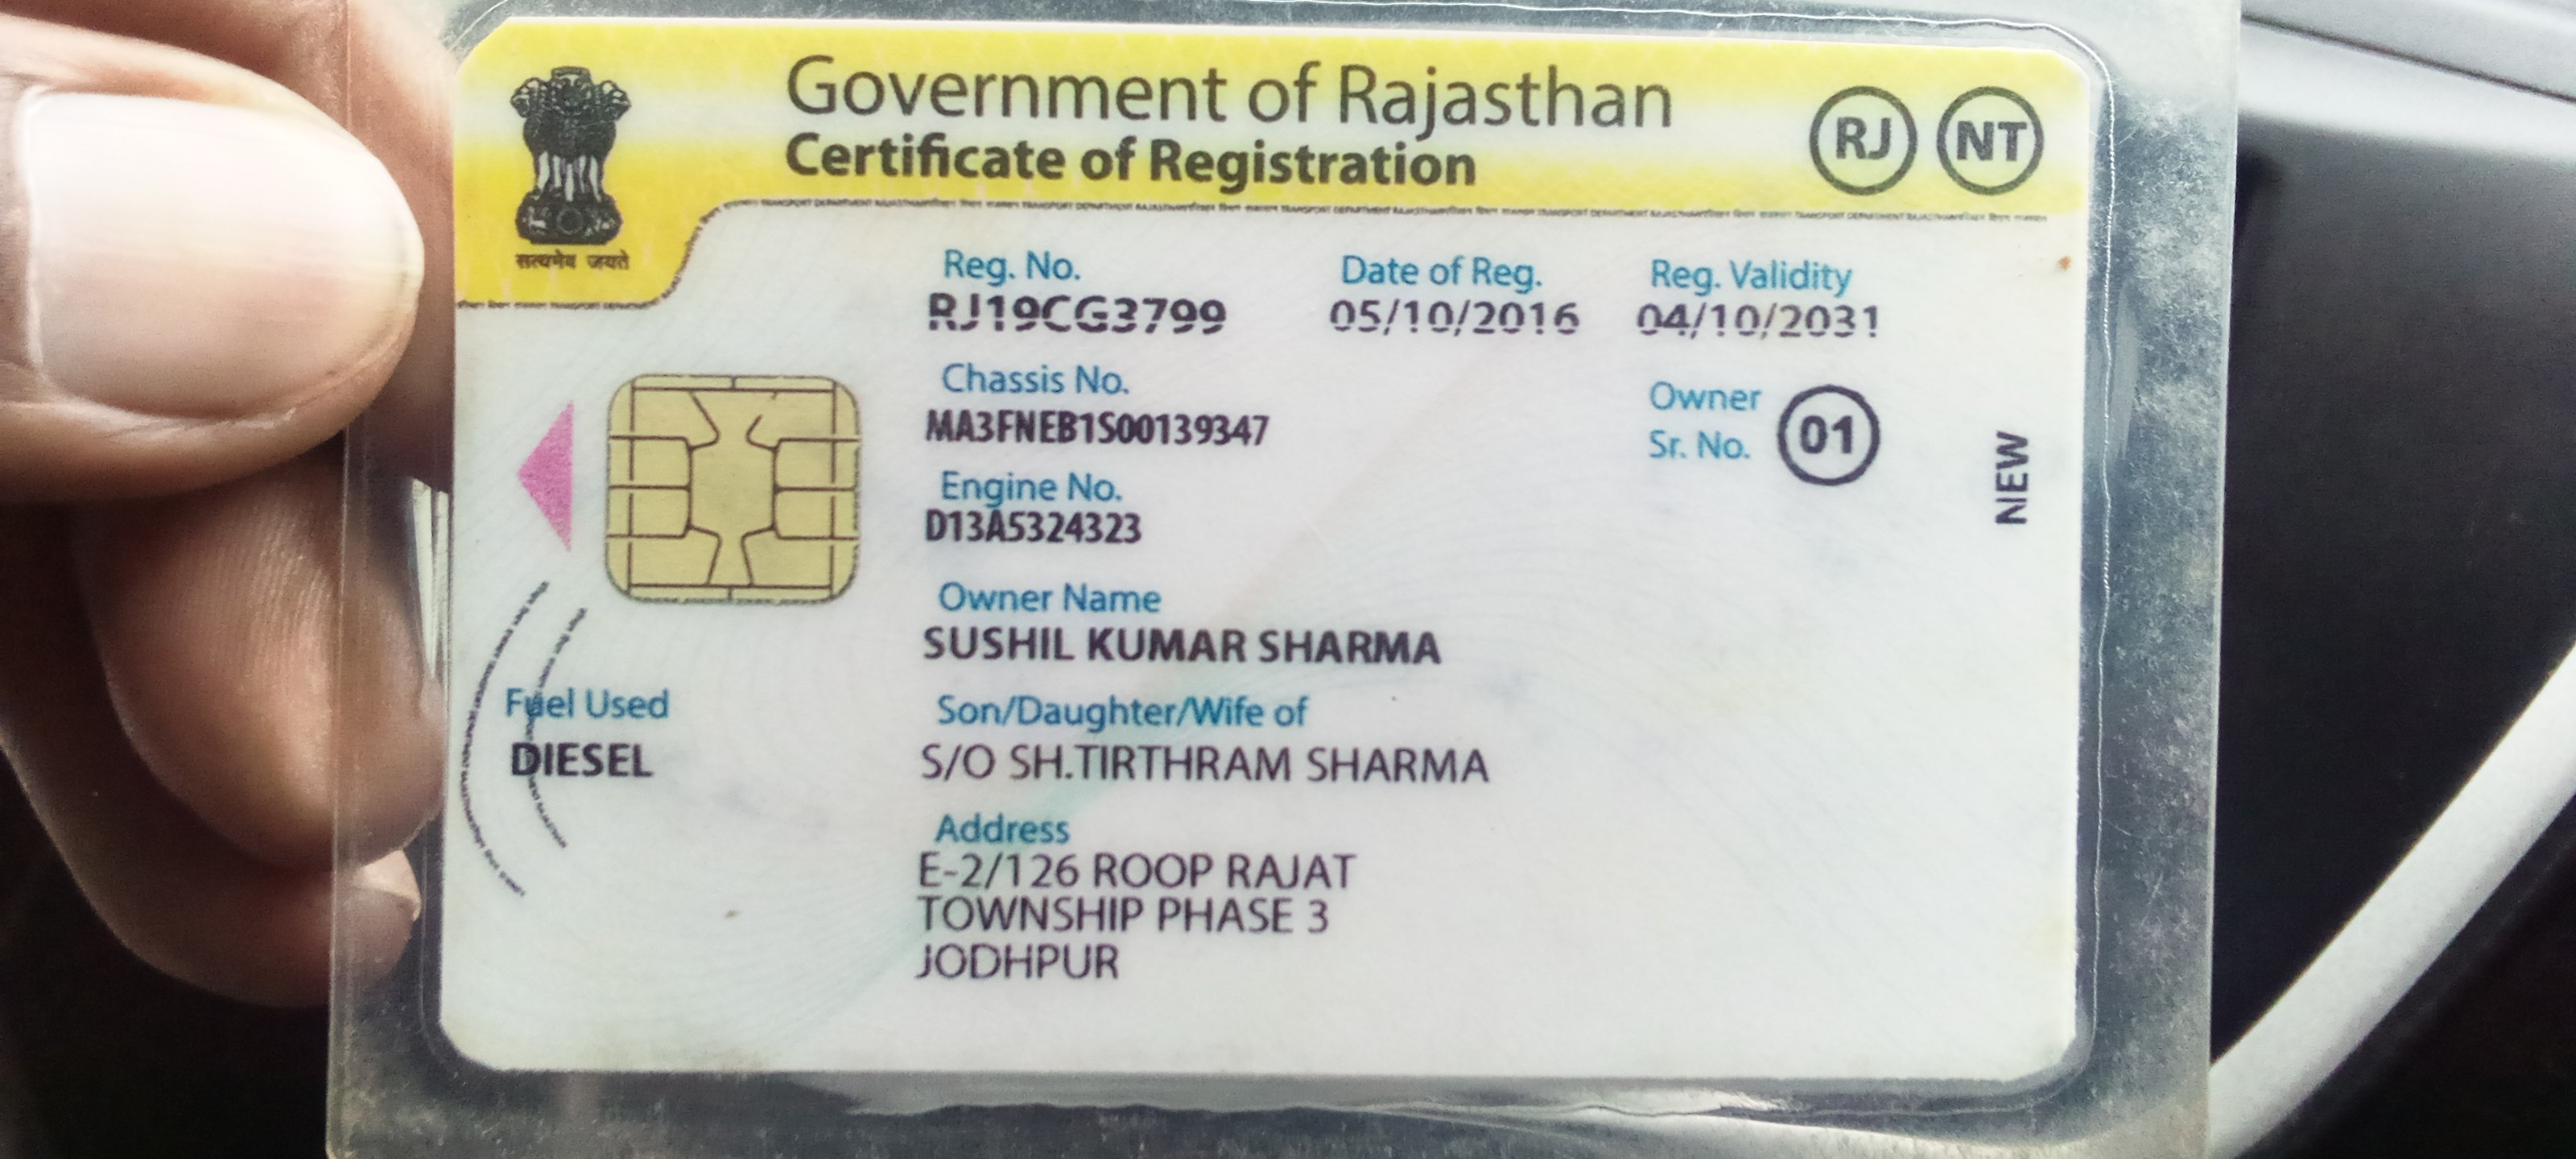 Government of Rajasthan
Certificate of Registration
RJ NT
सत्यमेव जयते
Reg. No. Date of Reg. Reg. Validity
RJ19CG3799 05/10/2016 04/10/2031
Chassis No.
MA3FNEB1S00139347
Owner
Sr. No. 01
NEW
Engine No.
D13A5324323
Owner Name
SUSHIL KUMAR SHARMA
Fuel Used
DIESEL
Son/Daughter/Wife of
S/O SH.TIRTHRAM SHARMA
Address
E-2/126 ROOP RAJAT
TOWNSHIP PHASE 3
JODHPUR